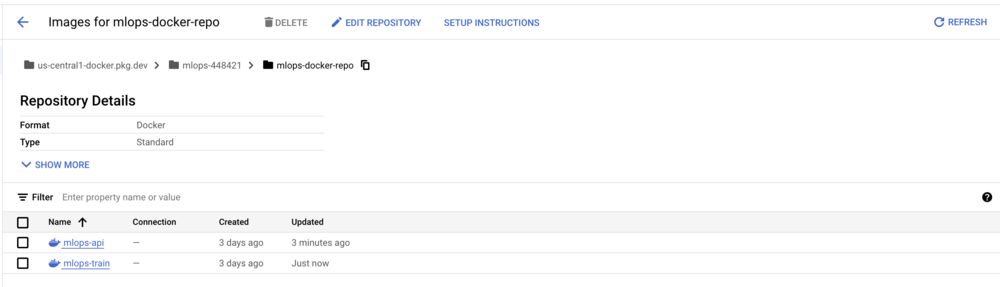 Images for mlops-docker-repo DELETE EDIT REPOSITORY SETUP INSTRUCTIONS REFRESH
us-central1-docker.pkg.dev mlops-448421 mlops-docker-repo
Repository Details
Format Docker
Type Standard
SHOW MORE
Filter Enter property name or value
Name Connection Created Updated
mlops-api — 3 days ago 3 minutes ago
mlops-train — 3 days ago Just now